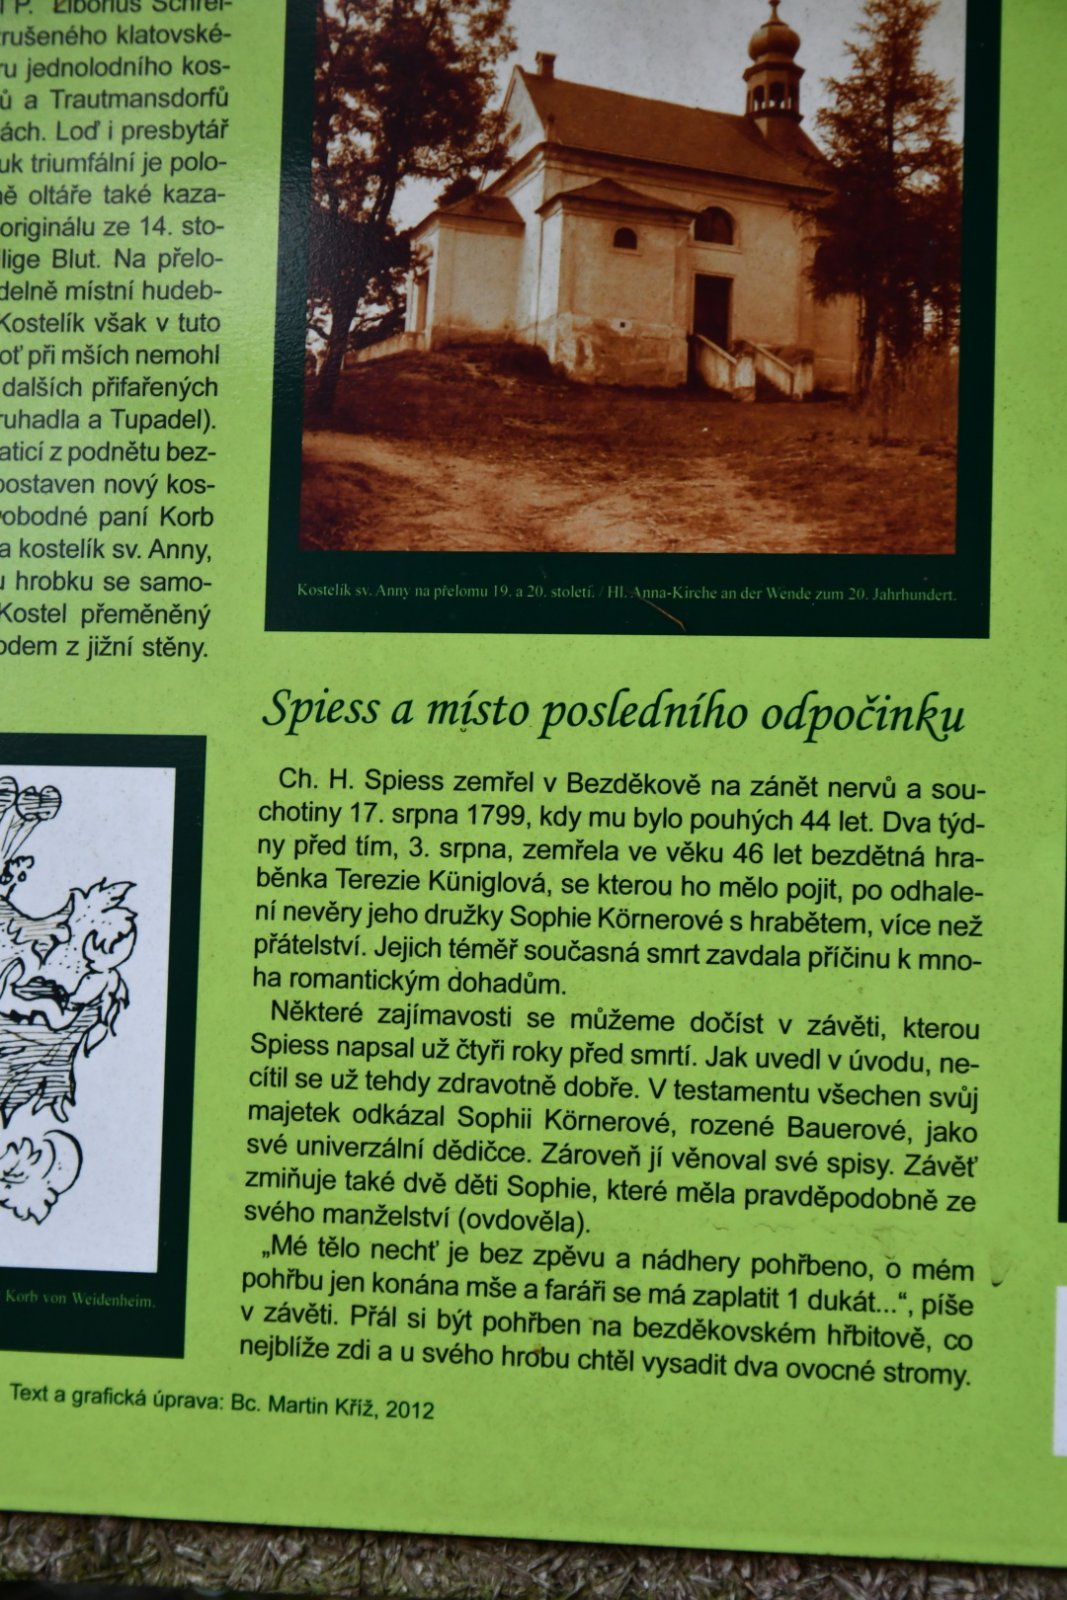 P. Liborius Schrei-
rušeného klatovské-
ru jednolodního kos-
ů a Trautmansdorfů
ách. Loď i presbytář
uk triumfální je polo-
ně oltáře také kaza-
originálu ze 14. sto-
lige Blut. Na přelo-
delně místní hudeb-
Kostelík však v tuto
oť při mších nemohl
dalších přifařených
ruhadla a Tupadel).
aticí z podnětu bez-
postaven nový kos-
vobodné paní Korb
a kostelík sv. Anny,
u hrobku se samo-
Kostel přeměněný
odem z jižní stěny.
Kostelík sv. Anny na přelomu 19. a 20. století. / Hl. Anna-Kirche an der Wende zum 20. Jahrhundert.
Spiess a místo posledního odpočinku
Ch. H. Spiess zemřel v Bezděkově na zánět nervů a sou-
chotiny 17. srpna 1799, kdy mu bylo pouhých 44 let. Dva týd-
ny před tím, 3. srpna, zemřela ve věku 46 let bezdětná hra-
běnka Terezie Küniglová, se kterou ho mělo pojit, po odhale-
ní nevěry jeho družky Sophie Körnerové s hrabětem, více než
přátelství. Jejich téměř současná smrt zavdala příčinu k mno-
ha romantickým dohadům.
Některé zajímavosti se můžeme dočíst v závěti, kterou
Spiess napsal už čtyři roky před smrtí. Jak uvedl v úvodu, ne-
cítil se už tehdy zdravotně dobře. V testamentu všechen svůj
majetek odkázal Sophii Körnerové, rozené Bauerové, jako
své univerzální dědičce. Zároveň jí věnoval své spisy. Závěť
zmiňuje také dvě děti Sophie, které měla pravděpodobně ze
svého manželství (ovdověla).
„Mé tělo nechť je bez zpěvu a nádhery pohřbeno, o mém
pohřbu jen konána mše a faráři se má zaplatit 1 dukát...“, píše
v závěti. Přál si být pohřben na bezděkovském hřbitově, co
nejblíže zdi a u svého hrobu chtěl vysadit dva ovocné stromy.
Korb von Weidenheim.
Text a grafická úprava: Bc. Martin Kříž, 2012